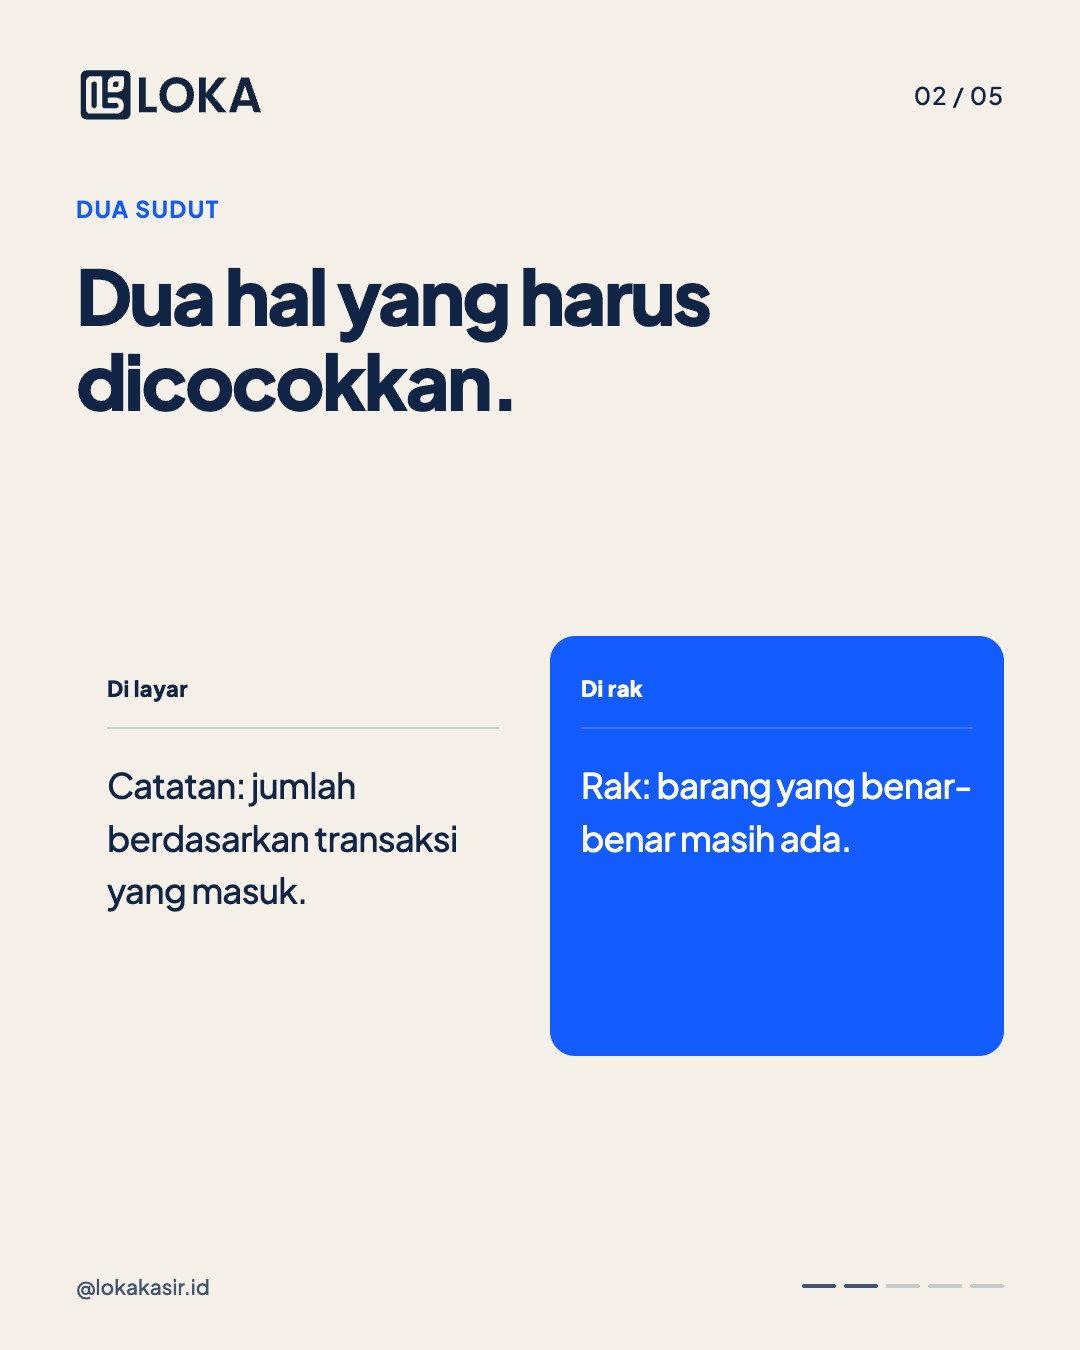 LOKA
02 / 05
DUA SUDUT
Dua hal yang harus
dicocokkan.
Di layar
Catatan: jumlah
berdasarkan transaksi
yang masuk.
Di rak
Rak: barang yang benar-
benar masih ada.
@lokakasir.id